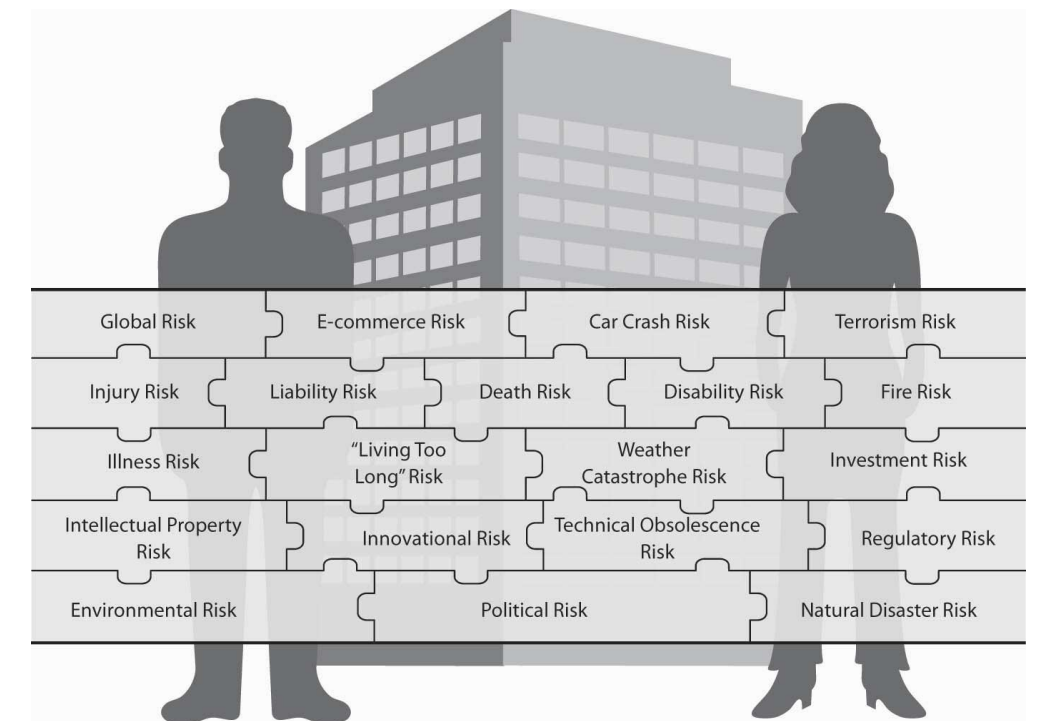 Global Risk
E-commerce Risk
Car Crash Risk
Terrorism Risk
Injury Risk
Liability Risk
Death Risk
Disability Risk
Fire Risk
Illness Risk
“Living Too
Long” Risk
Weather
Catastrophe Risk
Investment Risk
Intellectual Property
Risk
Innovational Risk
Technical Obsolescence
Risk
Regulatory Risk
Environmental Risk
Political Risk
Natural Disaster Risk